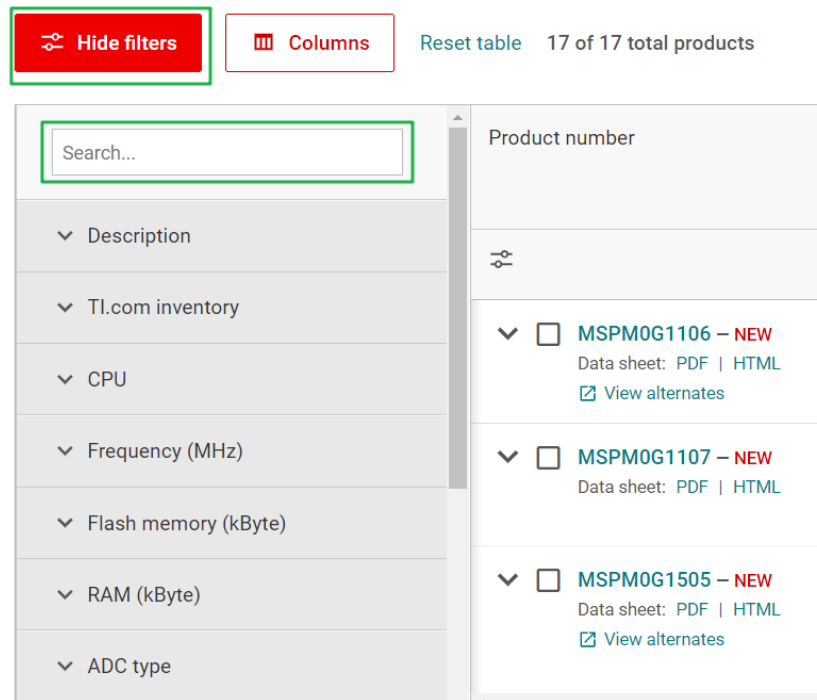 Hide filters
Columns
Reset table
17 of 17 total products
Search...
Description
TI.com inventory
CPU
Frequency (MHz)
Flash memory (kByte)
RAM (kByte)
ADC type
Product number
MSPM0G1106 – NEW
Data sheet: PDF | HTML
View alternates
MSPM0G1107 – NEW
Data sheet: PDF | HTML
MSPM0G1505 – NEW
Data sheet: PDF | HTML
View alternates